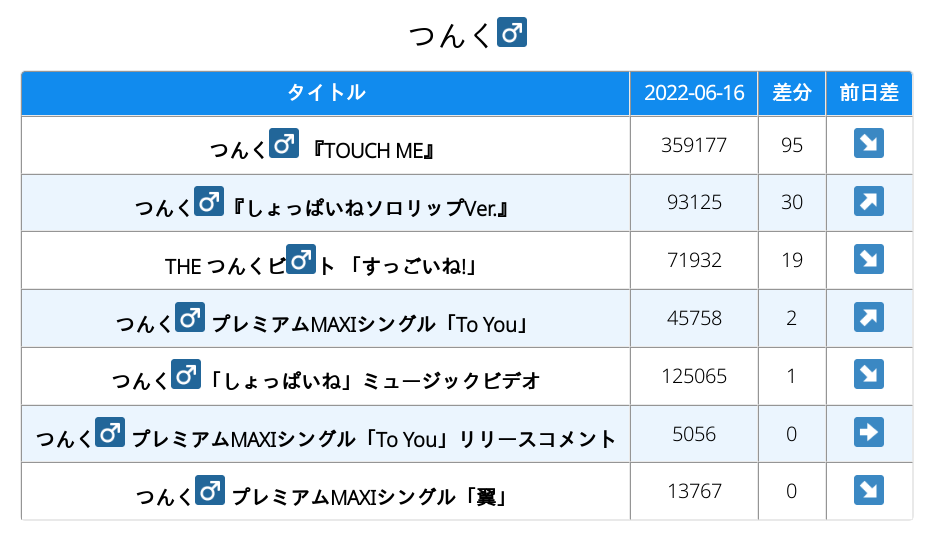 つんく♂
タイトル 2022-06-16 差分 前日差
つんく♂ 『TOUCH ME』 359177 95 ↘
つんく♂『しょっぱいねソロリップVer.』 93125 30 ↗
THE つんくビ♂ト 「すっごいね!」 71932 19 ↘
つんく♂ プレミアムMAXIシングル「To You」 45758 2 ↗
つんく♂「しょっぱいね」ミュージックビデオ 125065 1 ↘
つんく♂ プレミアムMAXIシングル「To You」リリースコメント 5056 0 ➡
つんく♂ プレミアムMAXIシングル「翼」 13767 0 ↘